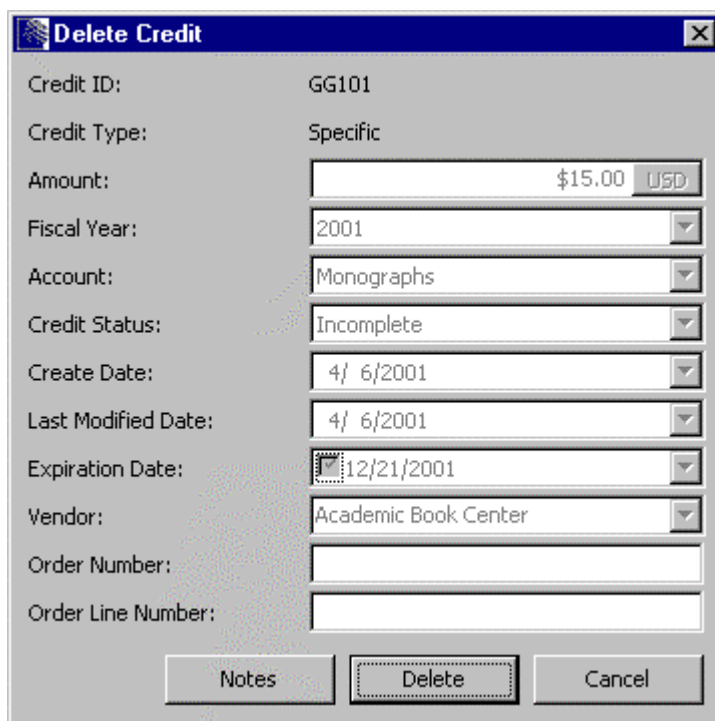 Delete Credit
Credit ID: GG101
Credit Type: Specific
Amount: $15.00 USD
Fiscal Year: 2001
Account: Monographs
Credit Status: Incomplete
Create Date: 4/ 6/2001
Last Modified Date: 4/ 6/2001
Expiration Date: 12/21/2001
Vendor: Academic Book Center
Order Number:
Order Line Number:
Notes Delete Cancel